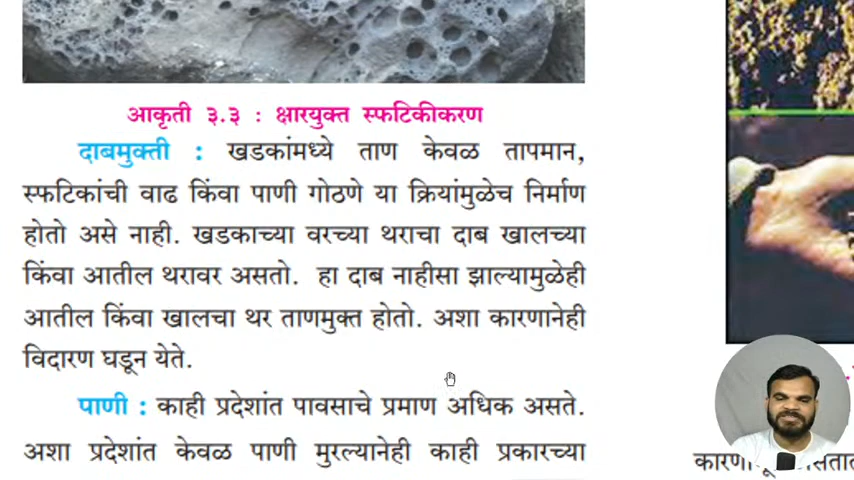 आकृती ३.३ : क्षारयुक्त स्फटिकीकरण
दाबमुक्ती : खडकांमध्ये ताण केवळ तापमान,
स्फटिकांची वाढ किंवा पाणी गोठणे या क्रियांमुळेच निर्माण
होतो असे नाही. खडकाच्या वरच्या थराचा दाब खालच्या
किंवा आतील थरावर असतो. हा दाब नाहीसा झाल्यामुळेही
आतील किंवा खालचा थर ताणमुक्त होतो. अशा कारणानेही
विदारण घडून येते.
पाणी : काही प्रदेशांत पावसाचे प्रमाण अधिक असते.
अशा प्रदेशांत केवळ पाणी मुरल्यानेही काही प्रकारच्या